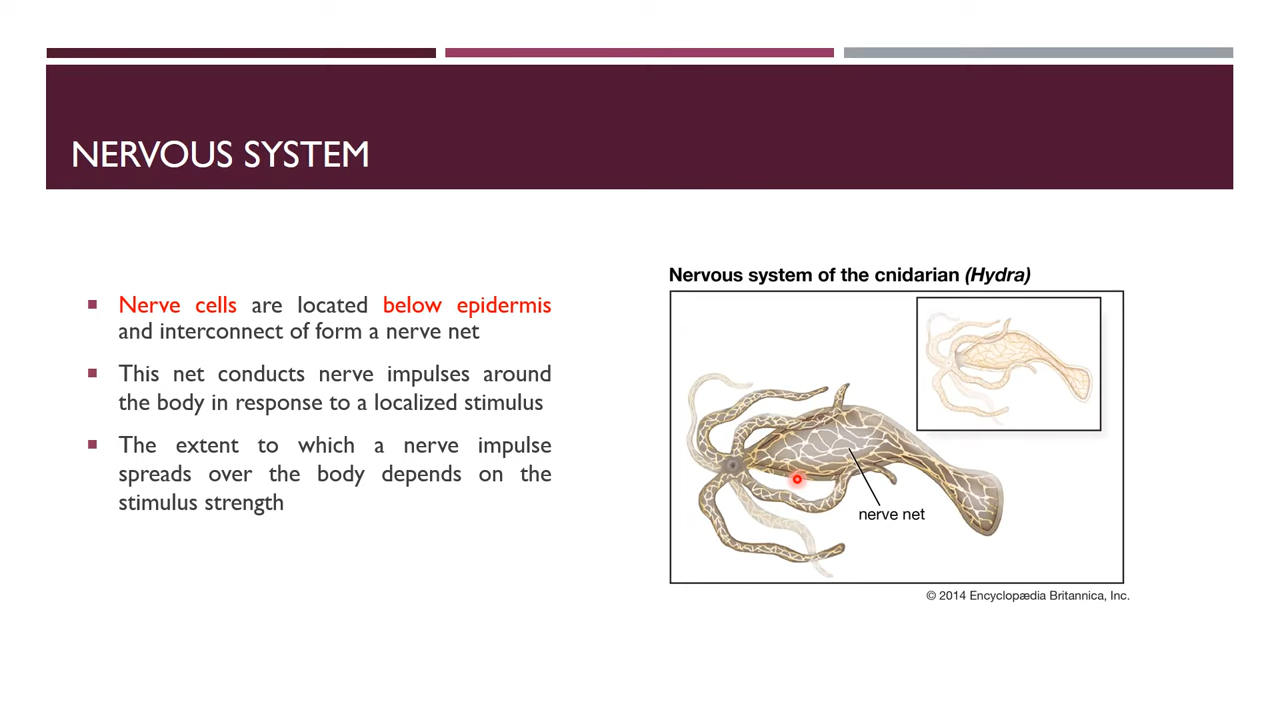 NERVOUS SYSTEM
Nerve cells are located below epidermis
and interconnect of form a nerve net
This net conducts nerve impulses around
the body in response to a localized stimulus
The extent to which a nerve impulse
spreads over the body depends on the
stimulus strength
Nervous system of the cnidarian (Hydra)
nerve net
© 2014 Encyclopædia Britannica, Inc.